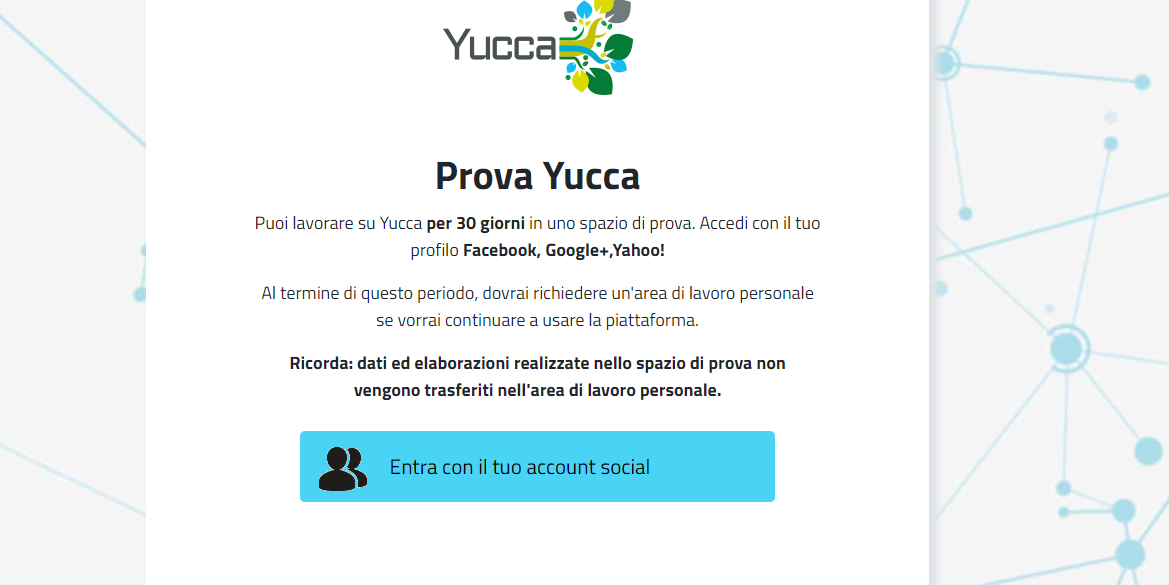 Yucca
Prova Yucca
Puoi lavorare su Yucca per 30 giorni in uno spazio di prova. Accedi con il tuo
profilo Facebook, Google+,Yahoo!
Al termine di questo periodo, dovrai richiedere un'area di lavoro personale
se vorrai continuare a usare la piattaforma.
Ricorda: dati ed elaborazioni realizzate nello spazio di prova non
vengono trasferiti nell'area di lavoro personale.
Entra con il tuo account social